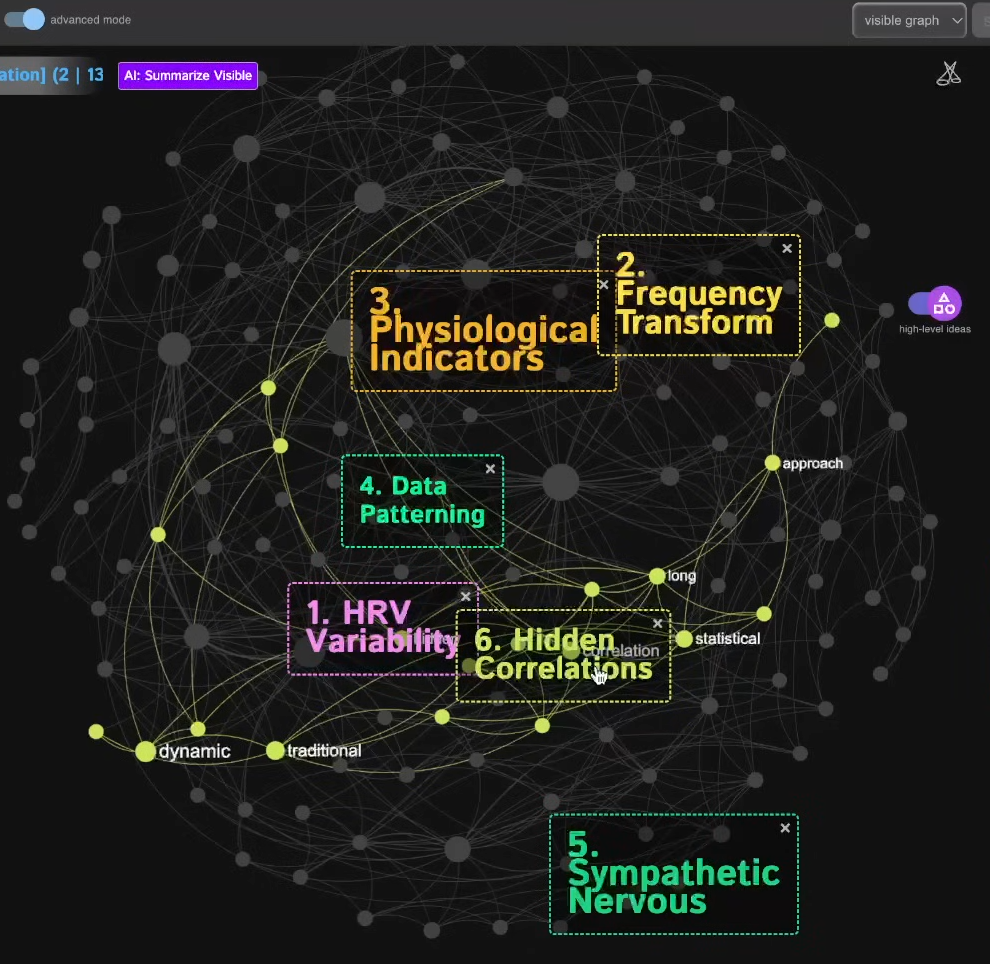 advanced mode
visible graph
ation] (2 | 13
AI: Summarize Visible
2.
Frequency
Transform
3.
Physiological
Indicators
high-level ideas
approach
4. Data
Patterning
long
1. HRV
Variability
6. Hidden
Correlations
correlation
statistical
dynamic
traditional
5.
Sympathetic
Nervous